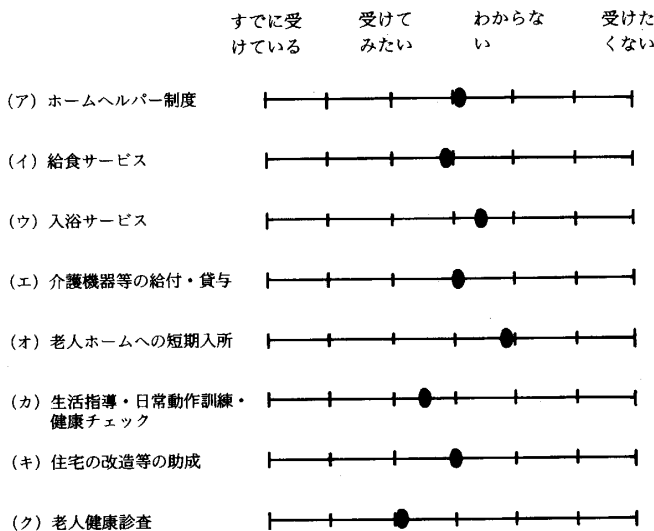 すでに受 受けて わからな 受けた
けている みたい い くない
(ア) ホームヘルパー制度
(イ) 給食サービス
(ウ) 入浴サービス
(エ) 介護機器等の給付・貸与
(オ) 老人ホームへの短期入所
(カ) 生活指導・日常動作訓練・
健康チェック
(キ) 住宅の改造等の助成
(ク) 老人健康診査